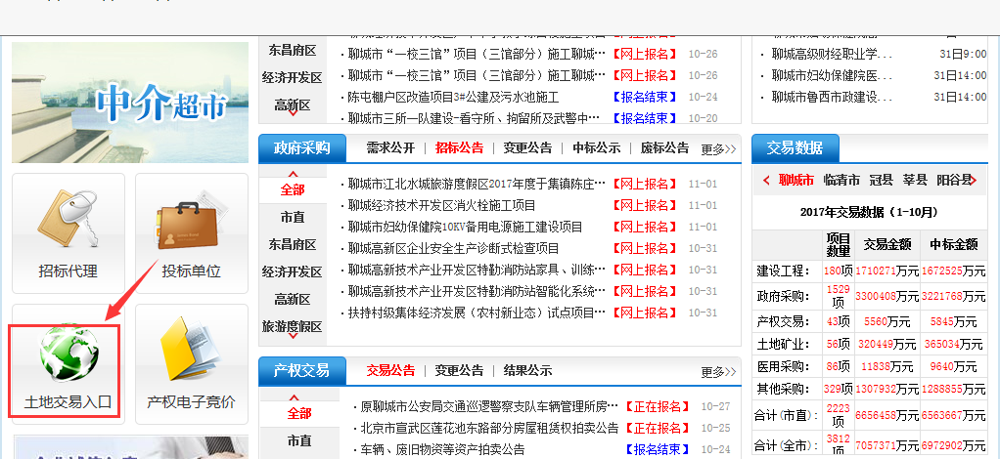 东昌府区
经济开发区
高新区
· 聊城市“一校三馆”项目（三馆部分）施工聊城… 【网上报名】 10-26
· 聊城市“一校三馆”项目（三馆部分）施工聊城… 【网上报名】 10-26
· 陈屯棚户区改造项目3#公建及污水池施工 【报名结束】 10-24
· 聊城市三所一队建设-看守所、拘留所及武警中… 【报名结束】 10-20
· 聊城高级财经职业学... 31日9:00
· 聊城市妇幼保健院医... 31日14:00
· 聊城市鲁西市政建设... 31日14:00
中介超市
招标代理
投标单位
土地交易入口
产权电子竞价
政府采购 需求公开 | 招标公告 | 变更公告 | 中标公示 | 废标公告 更多>>
全部
市直
东昌府区
经济开发区
高新区
旅游度假区
· 聊城市江北水城旅游度假区2017年度于集镇陈庄… 【网上报名】 11-01
· 聊城经济技术开发区消火栓施工项目 【网上报名】 11-01
· 聊城市妇幼保健院10KV备用电源施工建设项目 【网上报名】 11-01
· 聊城高新区企业安全生产诊断式检查项目 【网上报名】 10-31
· 聊城高新技术产业开发区特勤消防站家具、训练… 【网上报名】 10-31
· 聊城高新技术产业开发区特勤消防站智能化系统… 【网上报名】 10-31
· 扶持村级集体经济发展（农村新业态）试点项目… 【网上报名】 10-31
产权交易 交易公告 | 变更公告 | 结果公示 更多>>
全部
市直
· 原聊城市公安局交通巡逻警察支队车辆管理所房… 【正在报名】 10-27
· 北京市宣武区莲花池东路部分房屋租赁权拍卖公告 【正在报名】 10-25
· 车辆、废旧物资等资产拍卖公告 【报名结束】 10-24
交易数据
聊城市 临清市 冠县 莘县 阳谷县
2017年交易数据（1-10月）
项目数量 交易金额 中标金额
建设工程： 180项 1710271万元 1672525万元
政府采购： 1529项 3300408万元 3221768万元
产权交易： 43项 5560万元 5845万元
土地矿业： 56项 320449万元 365034万元
医用采购： 86项 11838万元 9640万元
其他采购： 329项 1307932万元 1288855万元
合计(市直)： 2223项 6656458万元 6563667万元
合计(全市)： 3812项 7057371万元 6972902万元